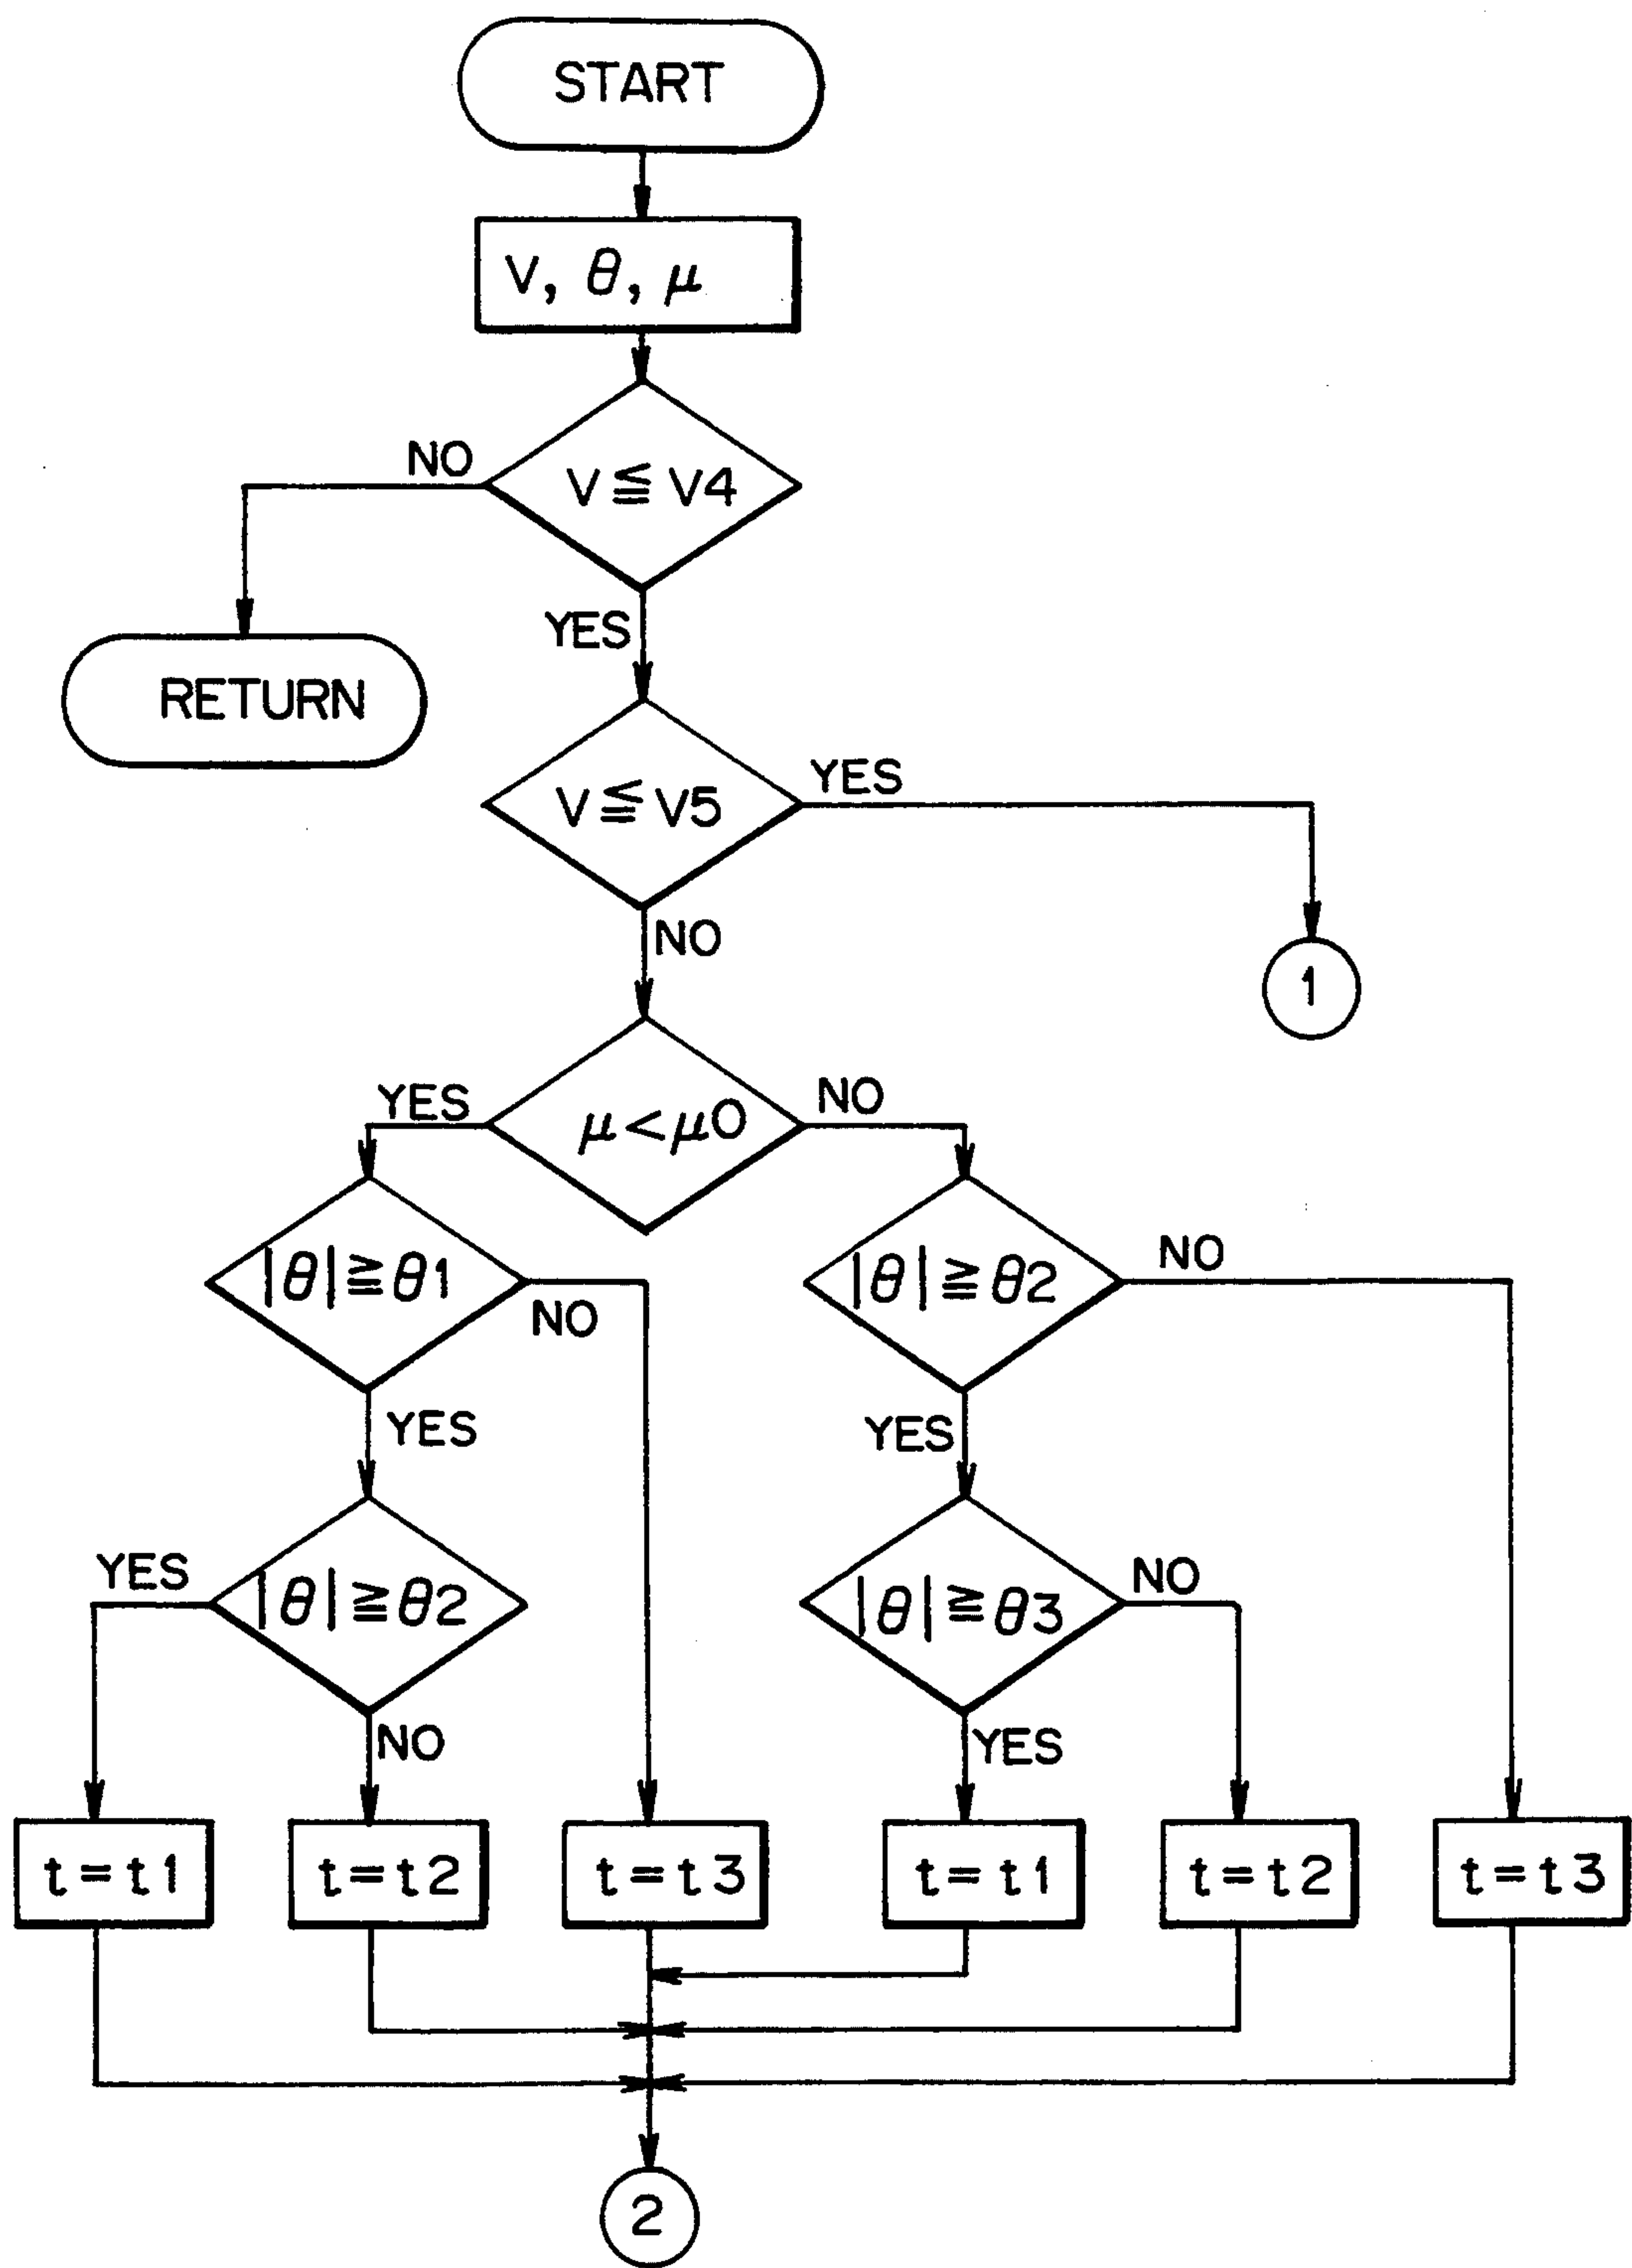 START
V, θ, μ
NO
V ≦ V4
YES
RETURN
V ≦ V5
YES
NO
1
YES
μ < μ0
NO
|θ| ≧ θ1
NO
|θ| ≧ θ2
NO
YES
YES
YES
|θ| ≧ θ2
|θ| ≧ θ3
NO
NO
YES
t = t1
t = t2
t = t3
t = t1
t = t2
t = t3
2